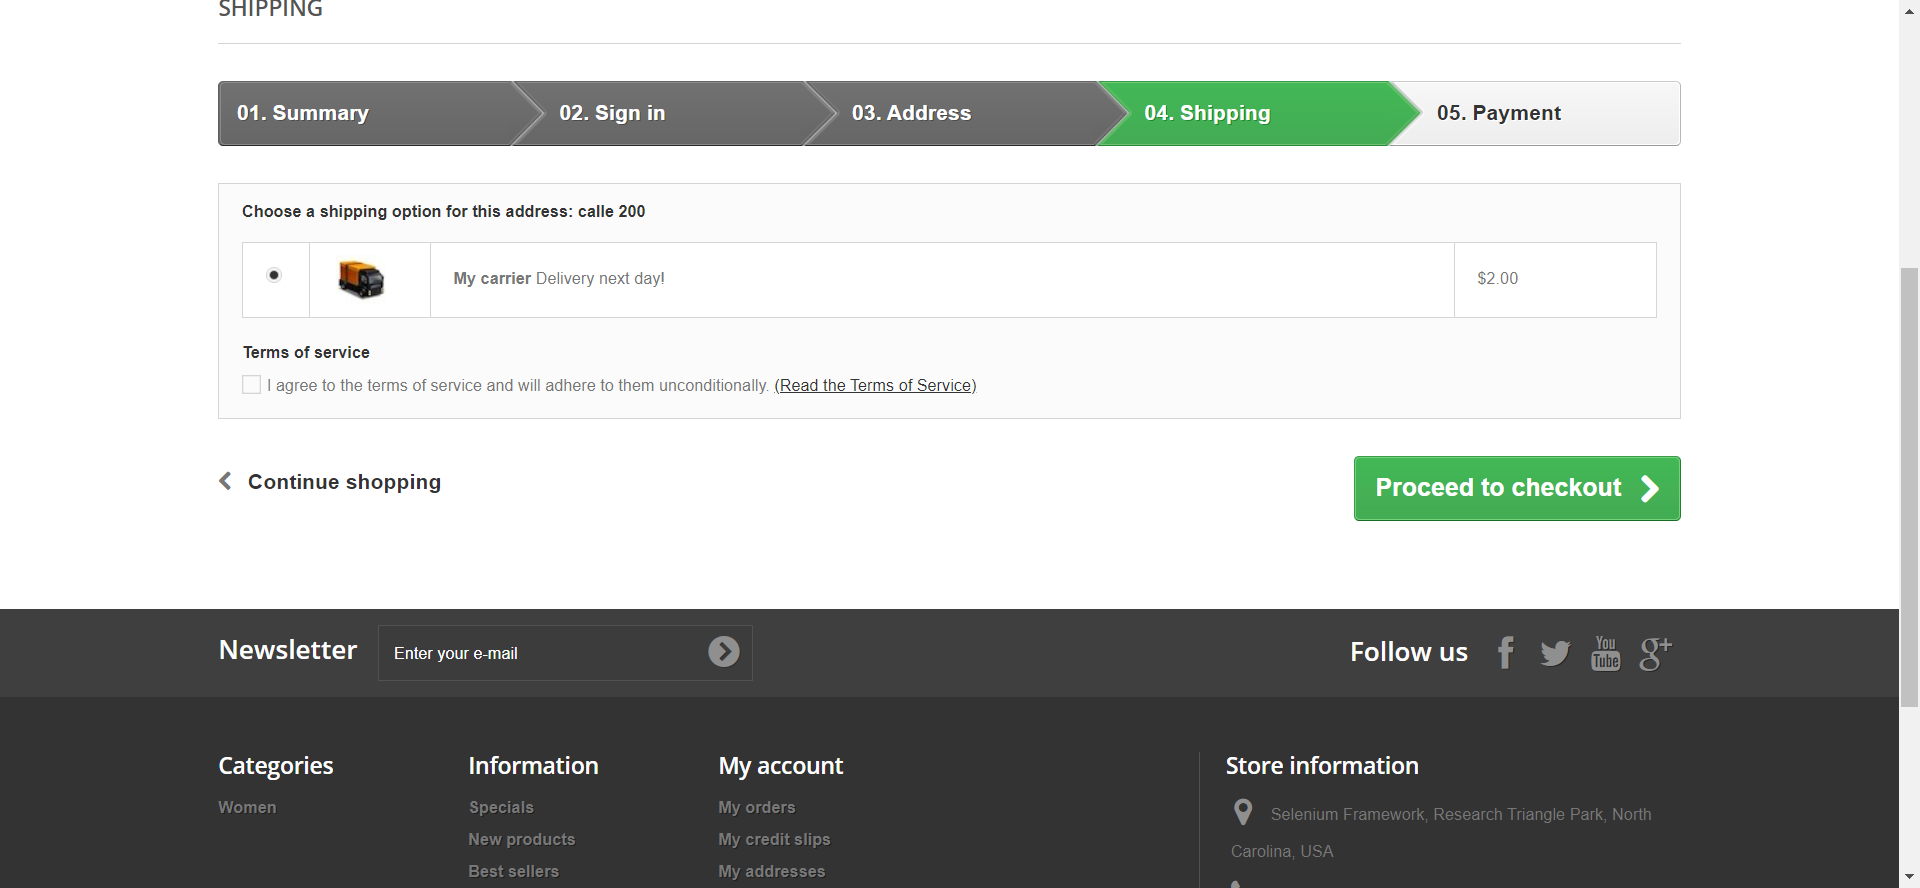 SHIPPING
01. Summary
02. Sign in
03. Address
04. Shipping
05. Payment
Choose a shipping option for this address: calle 200
My carrier Delivery next day!
$2.00
Terms of service
I agree to the terms of service and will adhere to them unconditionally. (Read the Terms of Service)
Continue shopping
Proceed to checkout
Newsletter
Enter your e-mail
Follow us
You
Tube
g+
Categories
Women
Information
Specials
New products
Best sellers
My account
My orders
My credit slips
My addresses
Store information
Selenium Framework, Research Triangle Park, North
Carolina, USA